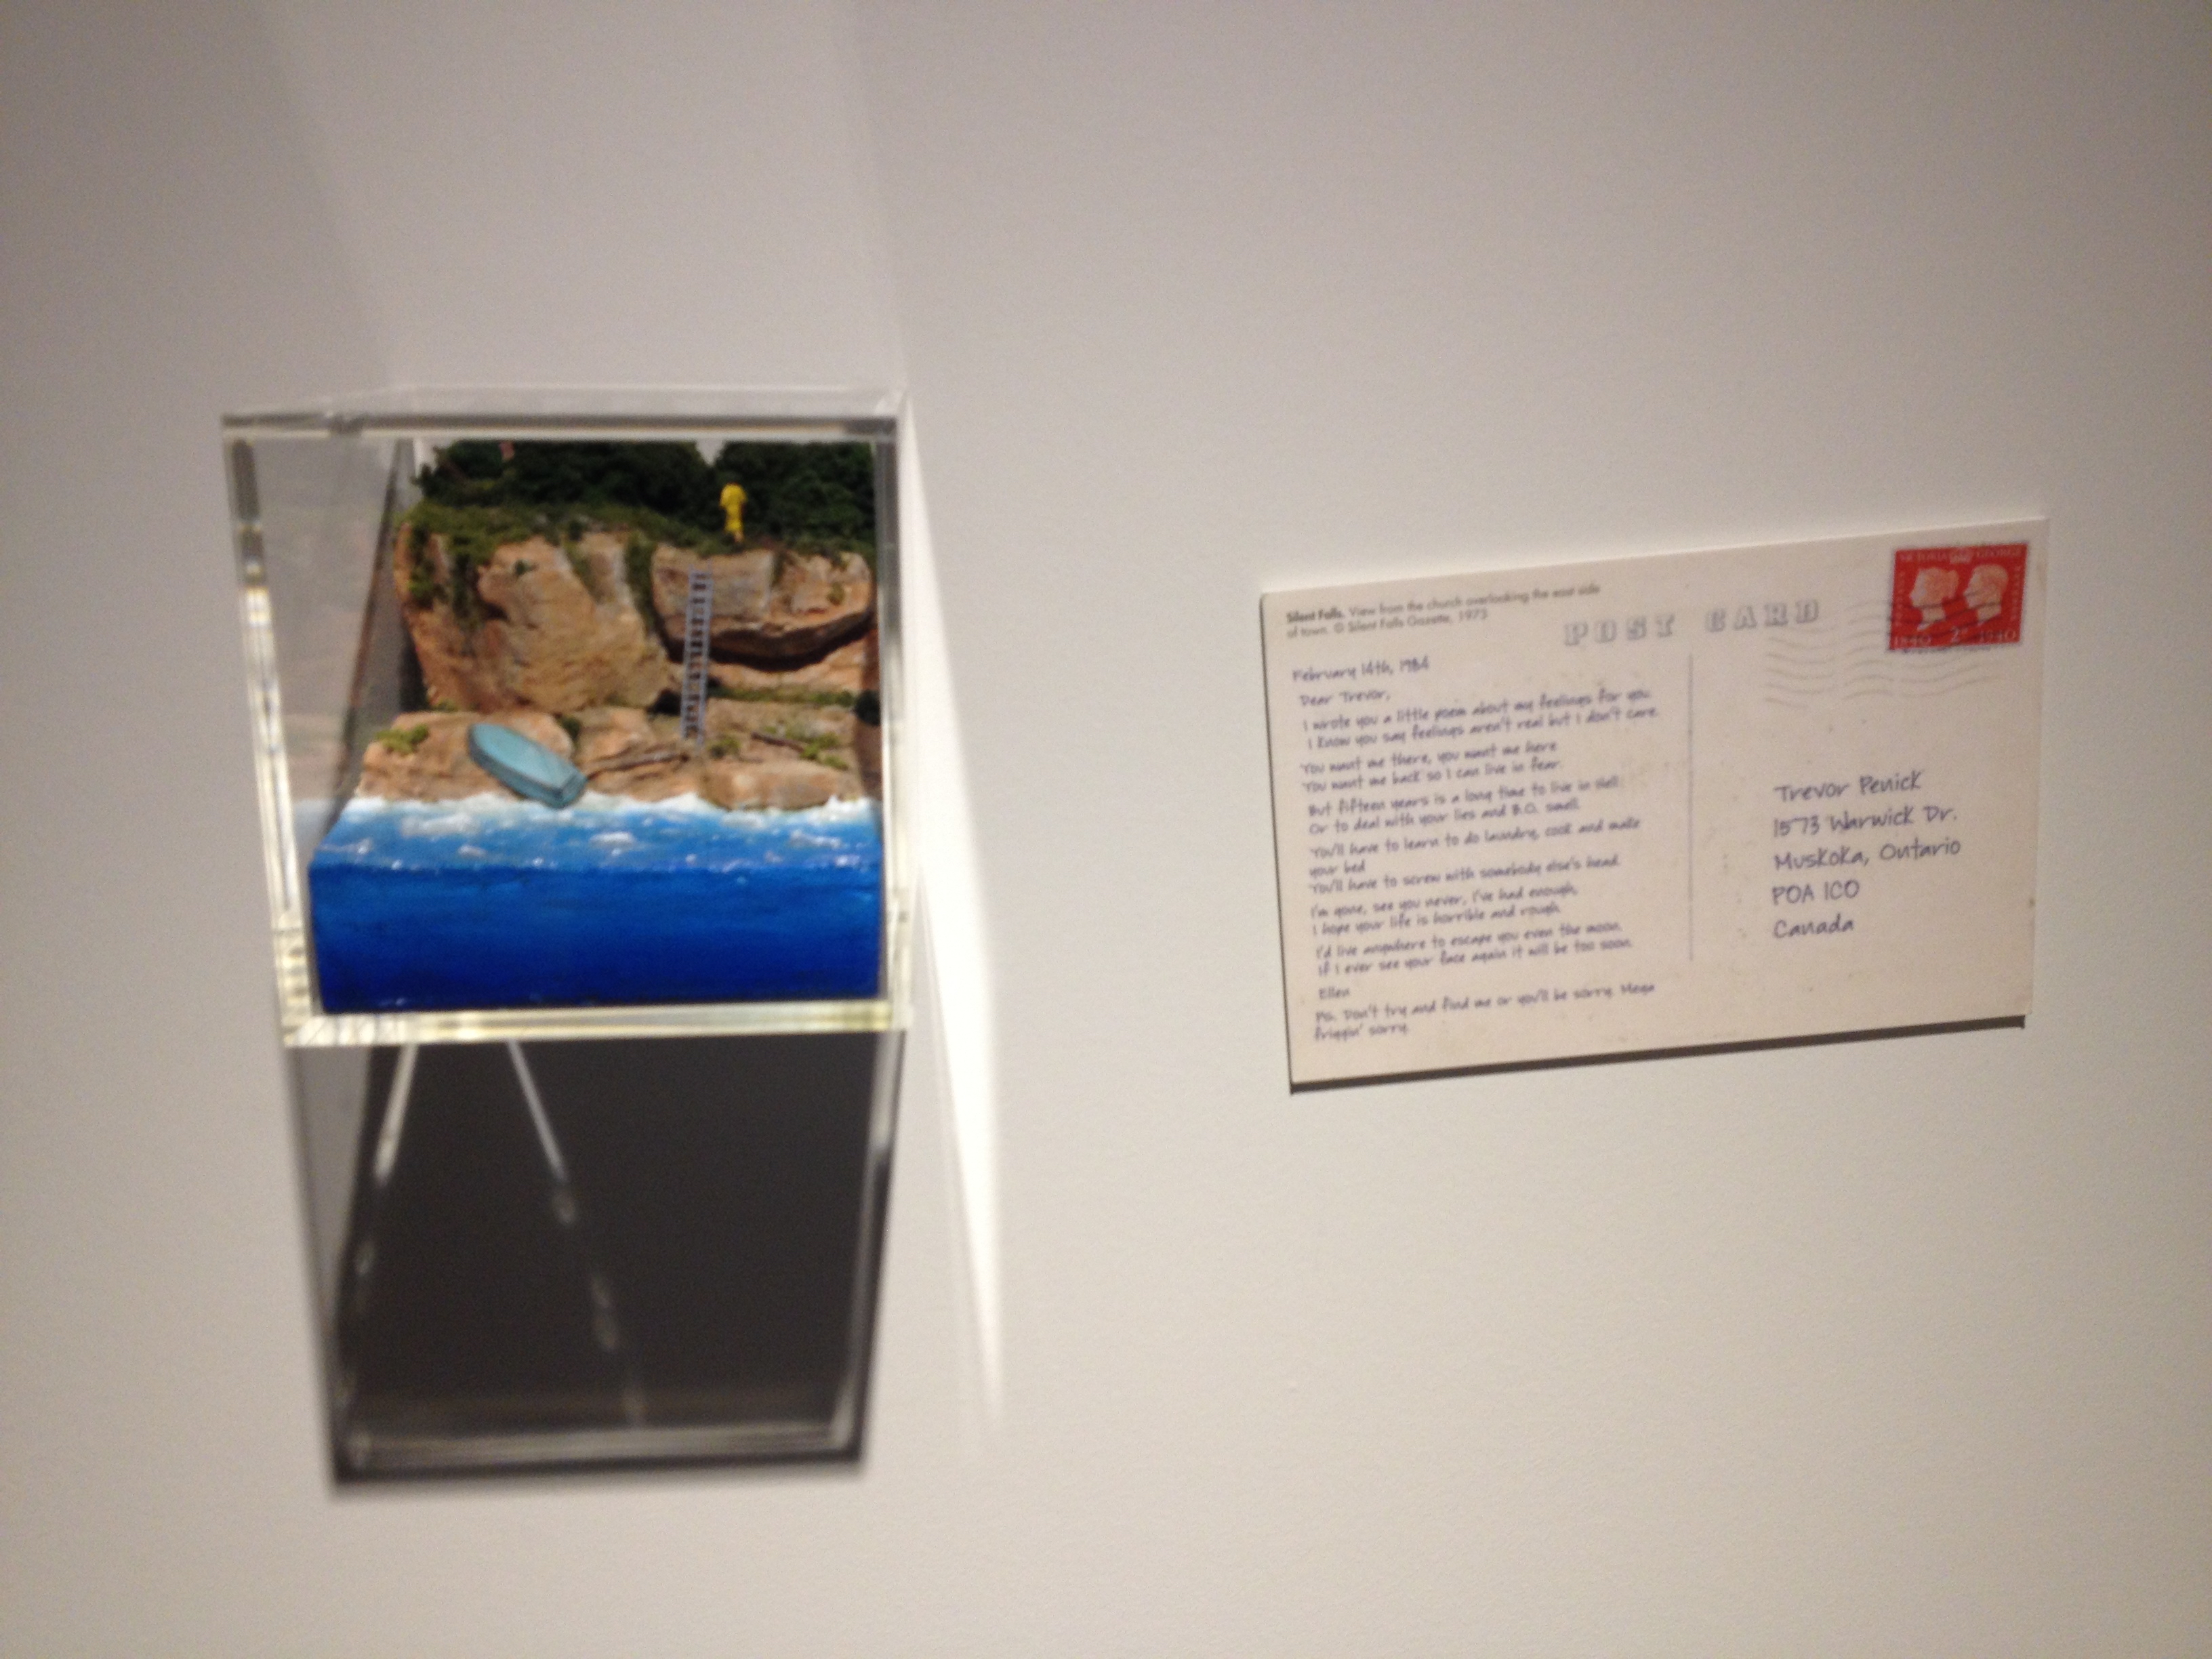 Silent Falls. View from the church overlooking the east side
of town. © Silent Falls Gazette, 1973
POST CARD
VICTORIA GEORGE
1840 2D 1940
February 14th, 1984
Dear Trevor,
I wrote you a little poem about my feelings for you.
I know you say feelings aren't real but I don't care.
You want me there, you want me here
You want me back so I can live in fear.
But fifteen years is a long time to live in Hell
Or to deal with your lies and B.O. smell.
You'll have to learn to do laundry, cook and make
your bed
You'll have to screw with somebody else's head.
I'm gone, see you never, I've had enough,
I hope your life is horrible and rough.
I'd live anywhere to escape you even the moon.
If I ever see your face again it will be too soon.
Ellen
Ps. Don't try and find me or you'll be sorry. Mega
friggin' sorry.
Trevor Penick
1573 Warwick Dr.
Muskoka, Ontario
POA 1CO
Canada